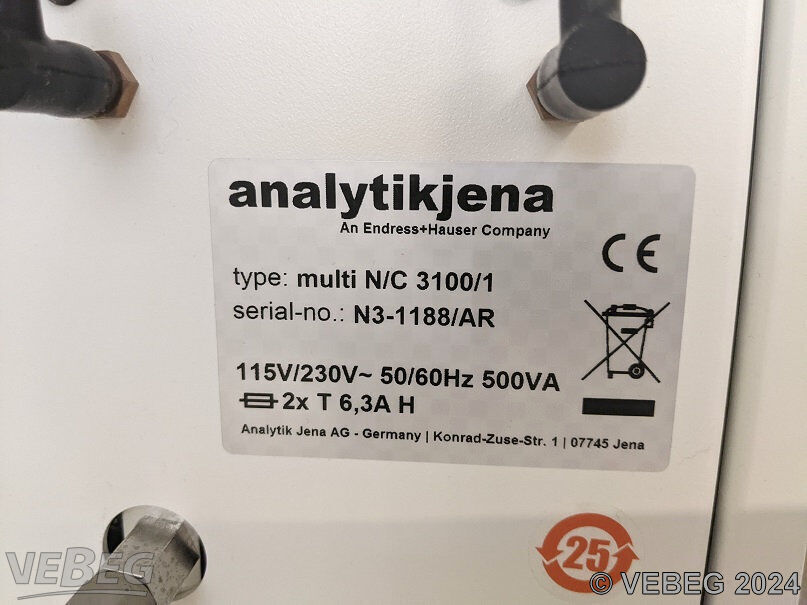 analytikjena
An Endress+Hauser Company
CE
type: multi N/C 3100/1
serial-no.: N3-1188/AR
115V/230V~ 50/60Hz 500VA
2x T 6,3A H
Analytik Jena AG - Germany | Konrad-Zuse-Str. 1 | 07745 Jena
25
VEBEG
© VEBEG 2024